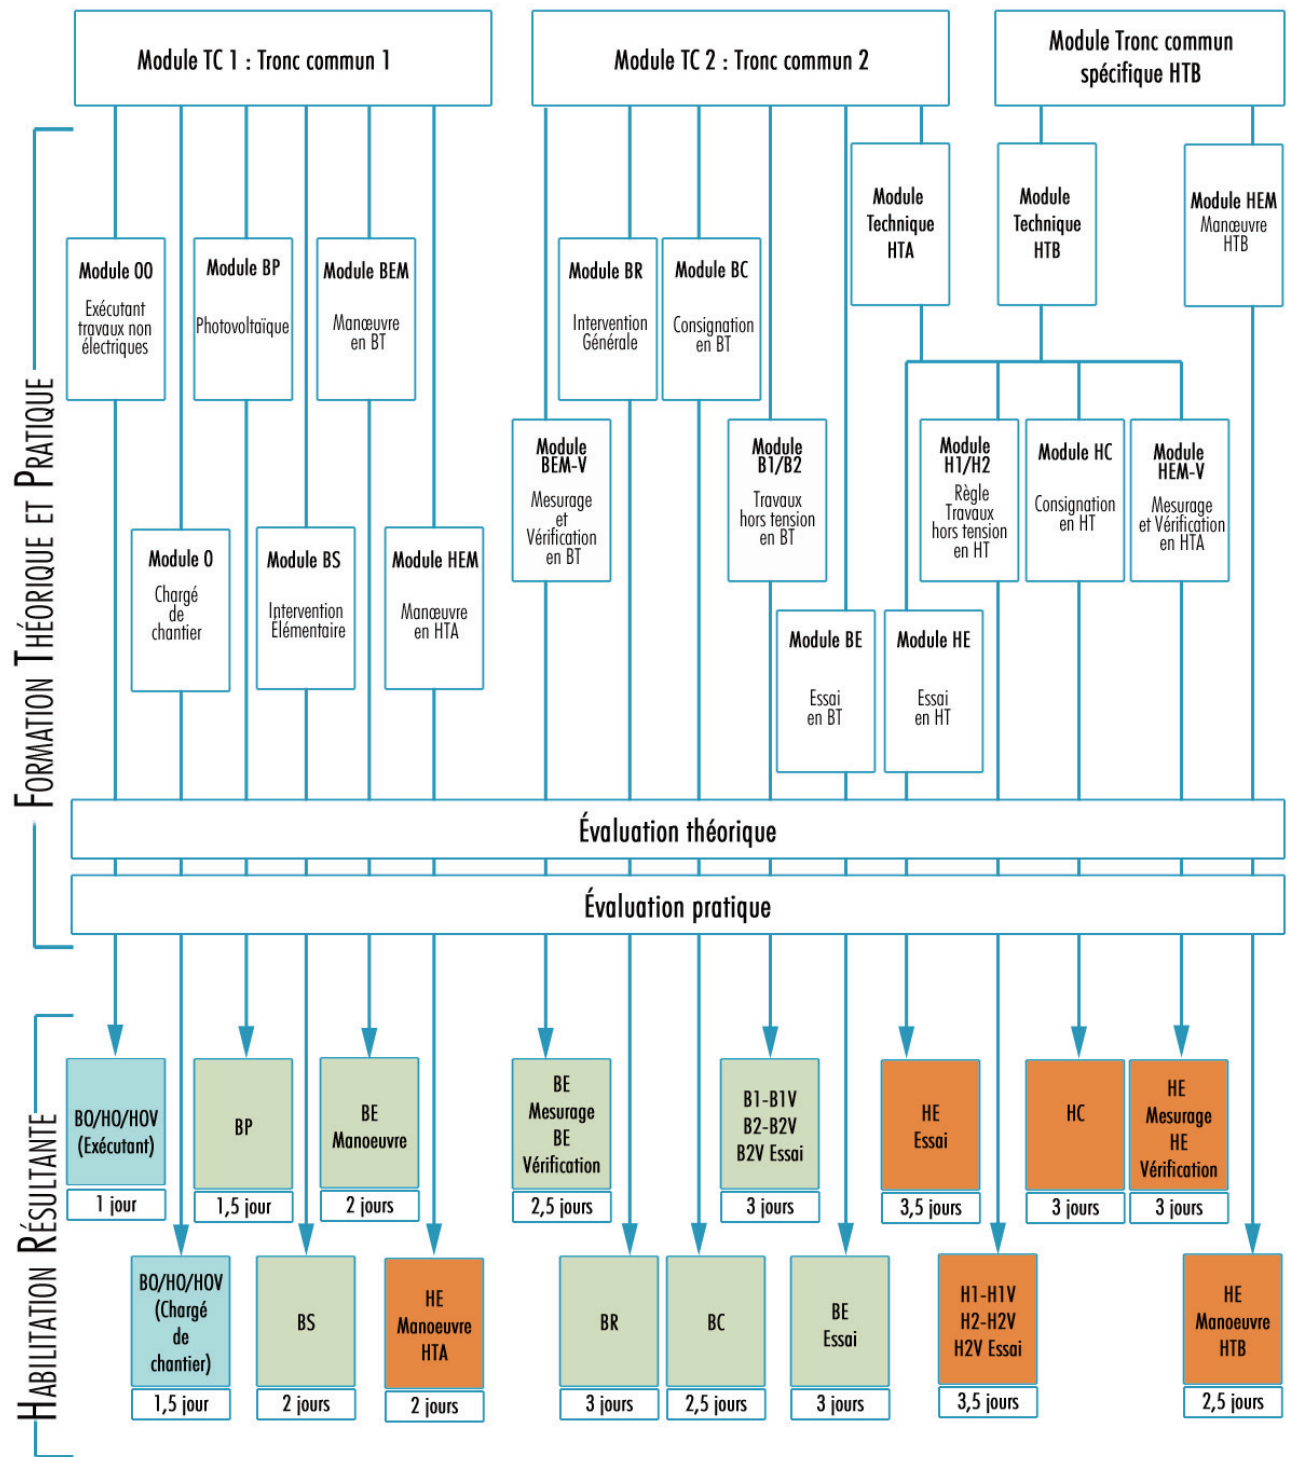 Module TC 1 : Tronc commun 1
Module TC 2 : Tronc commun 2
Module Tronc commun
spécifique HTB
FORMATION THÉORIQUE ET PRATIQUE
Module OO
Exécutant
travaux non
électriques
Module O
Chargé
de
chantier
Module BP
Photovoltaïque
Module BS
Intervention
Elémentaire
Module BEM
Manœuvre
en BT
Module HEM
Manœuvre
en HTA
Module
BEM-V
Mesurage
et
Vérification
en BT
Module BR
Intervention
Générale
Module BC
Consignation
en BT
Module
B1/B2
Travaux
hors tension
en BT
Module BE
Essai
en BT
Module
Technique
HTA
Module
Technique
HTB
Module HEM
Manœuvre
HTB
Module HE
Essai
en HT
Module
H1/H2
Règle
Travaux
hors tension
en HT
Module HC
Consignation
en HT
Module
HEM-V
Mesurage
et Vérification
en HTA
Évaluation théorique
Évaluation pratique
HABILITATION RÉSULTANTE
BO/HO/HOV
(Exécutant)
1 jour
BP
1,5 jour
BE
Manoeuvre
2 jours
BE
Mesurage
BE
Vérification
2,5 jours
B1-B1V
B2-B2V
B2V Essai
3 jours
HE
Essai
3,5 jours
HC
3 jours
HE
Mesurage
HE
Vérification
3 jours
BO/HO/HOV
(Chargé
de
chantier)
1,5 jour
BS
2 jours
HE
Manoeuvre
HTA
2 jours
BR
3 jours
BC
2,5 jours
BE
Essai
3 jours
H1-H1V
H2-H2V
H2V Essai
3,5 jours
HE
Manoeuvre
HTB
2,5 jours